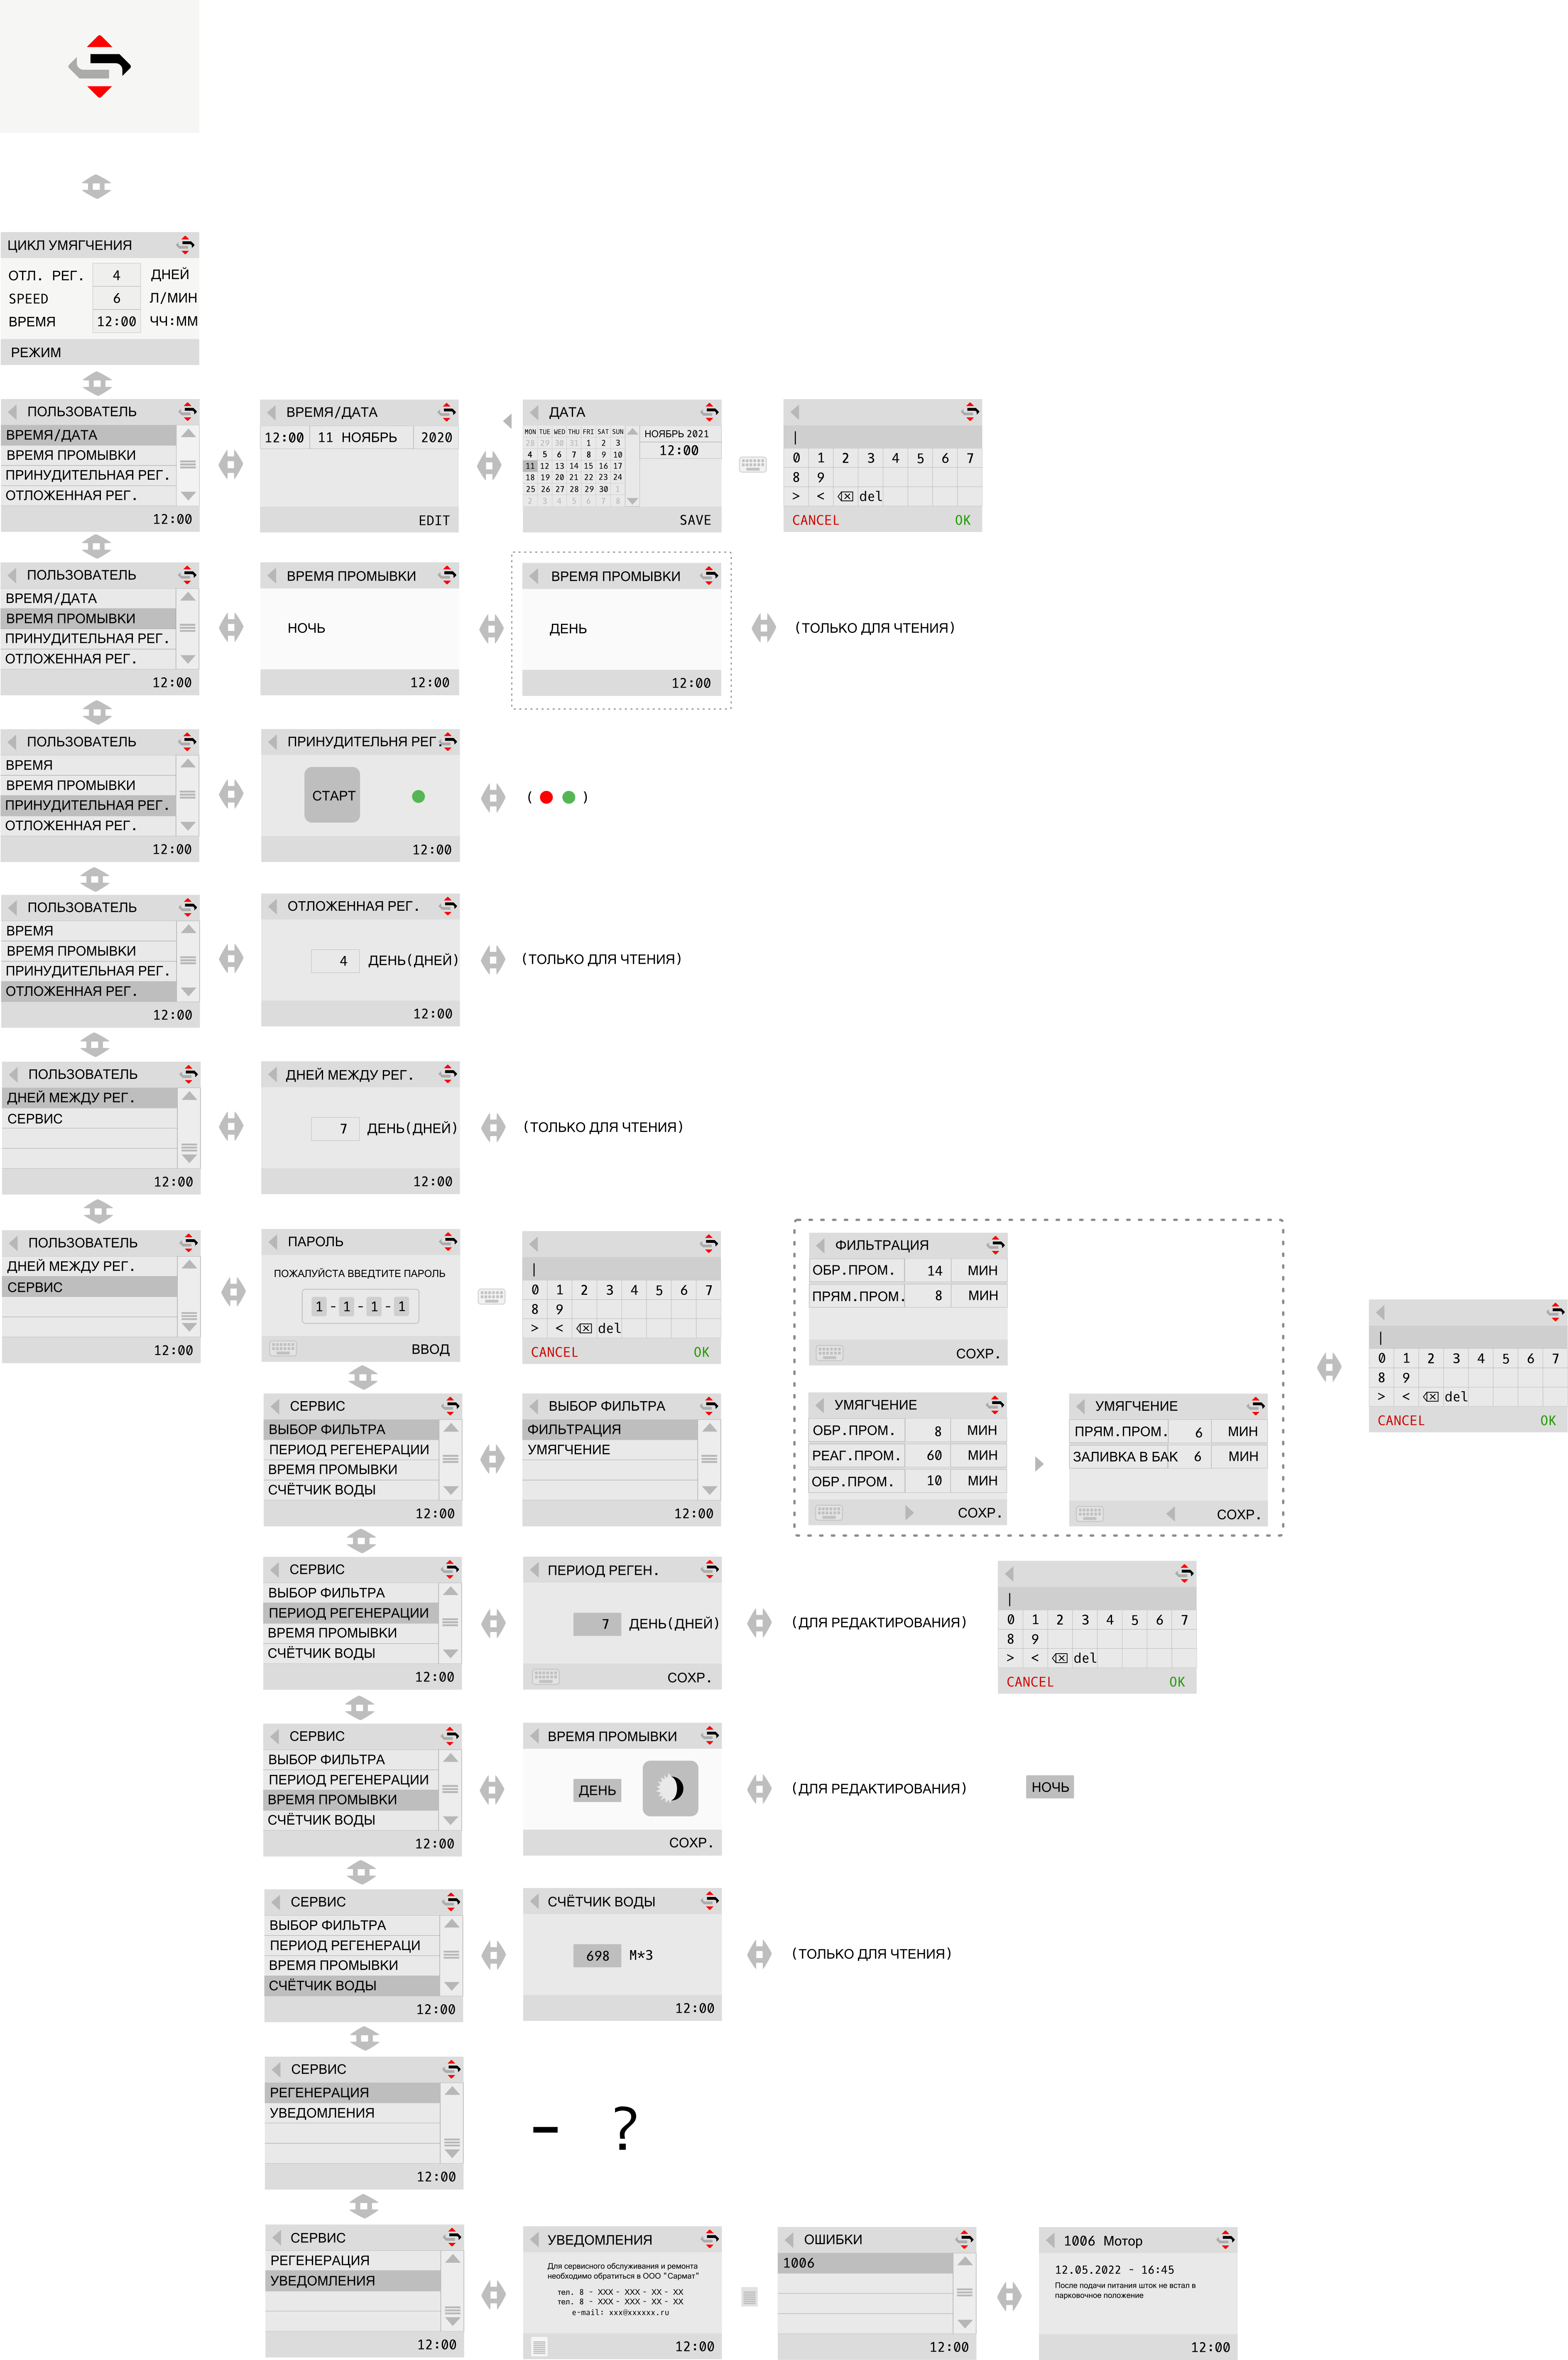 ЦИКЛ УМЯГЧЕНИЯ
ОТЛ. РЕГ. 4 ДНЕЙ
SPEED 6 Л/МИН
ВРЕМЯ 12:00 ЧЧ:ММ
РЕЖИМ
ПОЛЬЗОВАТЕЛЬ
ВРЕМЯ/ДАТА
ВРЕМЯ ПРОМЫВКИ
ПРИНУДИТЕЛЬНАЯ РЕГ.
ОТЛОЖЕННАЯ РЕГ.
12:00
ВРЕМЯ/ДАТА
12:00 11 НОЯБРЬ 2020
EDIT
ДАТА
MON TUE WED THU FRI SAT SUN
28 29 30 31 1 2 3
4 5 6 7 8 9 10
11 12 13 14 15 16 17
18 19 20 21 22 23 24
25 26 27 28 29 30 1
2 3 4 5 6 7 8
НОЯБРЬ 2021
12:00
SAVE
|
0 1 2 3 4 5 6 7
8 9
> < del
CANCEL OK
ПОЛЬЗОВАТЕЛЬ
ВРЕМЯ/ДАТА
ВРЕМЯ ПРОМЫВКИ
ПРИНУДИТЕЛЬНАЯ РЕГ.
ОТЛОЖЕННАЯ РЕГ.
12:00
ВРЕМЯ ПРОМЫВКИ
НОЧЬ
12:00
ВРЕМЯ ПРОМЫВКИ
ДЕНЬ
12:00
(ТОЛЬКО ДЛЯ ЧТЕНИЯ)
ПОЛЬЗОВАТЕЛЬ
ВРЕМЯ
ВРЕМЯ ПРОМЫВКИ
ПРИНУДИТЕЛЬНАЯ РЕГ.
ОТЛОЖЕННАЯ РЕГ.
12:00
ПРИНУДИТЕЛЬНЯ РЕГ.
СТАРТ
12:00
( )
ПОЛЬЗОВАТЕЛЬ
ВРЕМЯ
ВРЕМЯ ПРОМЫВКИ
ПРИНУДИТЕЛЬНАЯ РЕГ.
ОТЛОЖЕННАЯ РЕГ.
12:00
ОТЛОЖЕННАЯ РЕГ.
4 ДЕНЬ(ДНЕЙ)
12:00
(ТОЛЬКО ДЛЯ ЧТЕНИЯ)
ПОЛЬЗОВАТЕЛЬ
ДНЕЙ МЕЖДУ РЕГ.
СЕРВИС
12:00
ДНЕЙ МЕЖДУ РЕГ.
7 ДЕНЬ(ДНЕЙ)
12:00
(ТОЛЬКО ДЛЯ ЧТЕНИЯ)
ПОЛЬЗОВАТЕЛЬ
ДНЕЙ МЕЖДУ РЕГ.
СЕРВИС
12:00
ПАРОЛЬ
ПОЖАЛУЙСТА ВВЕДТИТЕ ПАРОЛЬ
1 - 1 - 1 - 1
ВВОД
|
0 1 2 3 4 5 6 7
8 9
> < del
CANCEL OK
ФИЛЬТРАЦИЯ
ОБР.ПРОМ. 14 МИН
ПРЯМ.ПРОМ. 8 МИН
СОХР.
|
0 1 2 3 4 5 6 7
8 9
> < del
CANCEL OK
СЕРВИС
ВЫБОР ФИЛЬТРА
ПЕРИОД РЕГЕНЕРАЦИИ
ВРЕМЯ ПРОМЫВКИ
СЧЁТЧИК ВОДЫ
12:00
ВЫБОР ФИЛЬТРА
ФИЛЬТРАЦИЯ
УМЯГЧЕНИЕ
12:00
УМЯГЧЕНИЕ
ОБР.ПРОМ. 8 МИН
РЕАГ.ПРОМ. 60 МИН
ОБР.ПРОМ. 10 МИН
СОХР.
УМЯГЧЕНИЕ
ПРЯМ.ПРОМ. 6 МИН
ЗАЛИВКА В БАК 6 МИН
СОХР.
СЕРВИС
ВЫБОР ФИЛЬТРА
ПЕРИОД РЕГЕНЕРАЦИИ
ВРЕМЯ ПРОМЫВКИ
СЧЁТЧИК ВОДЫ
12:00
ПЕРИОД РЕГЕН.
7 ДЕНЬ(ДНЕЙ)
СОХР.
(ДЛЯ РЕДАКТИРОВАНИЯ)
|
0 1 2 3 4 5 6 7
8 9
> < del
CANCEL OK
СЕРВИС
ВЫБОР ФИЛЬТРА
ПЕРИОД РЕГЕНЕРАЦИИ
ВРЕМЯ ПРОМЫВКИ
СЧЁТЧИК ВОДЫ
12:00
ВРЕМЯ ПРОМЫВКИ
ДЕНЬ
СОХР.
(ДЛЯ РЕДАКТИРОВАНИЯ)
НОЧЬ
СЕРВИС
ВЫБОР ФИЛЬТРА
ПЕРИОД РЕГЕНЕРАЦИ
ВРЕМЯ ПРОМЫВКИ
СЧЁТЧИК ВОДЫ
12:00
СЧЁТЧИК ВОДЫ
698 М*3
12:00
(ТОЛЬКО ДЛЯ ЧТЕНИЯ)
СЕРВИС
РЕГЕНЕРАЦИЯ
УВЕДОМЛЕНИЯ
12:00
- ?
СЕРВИС
РЕГЕНЕРАЦИЯ
УВЕДОМЛЕНИЯ
12:00
УВЕДОМЛЕНИЯ
Для сервисного обслуживания и ремонта
необходимо обратиться в ООО "Сармат"
тел. 8 - XXX - XXX - XX - XX
тел. 8 - XXX - XXX - XX - XX
e-mail: xxx@xxxxxx.ru
12:00
ОШИБКИ
1006
12:00
1006 Мотор
12.05.2022 - 16:45
После подачи питания шток не встал в
парковочное положение
12:00